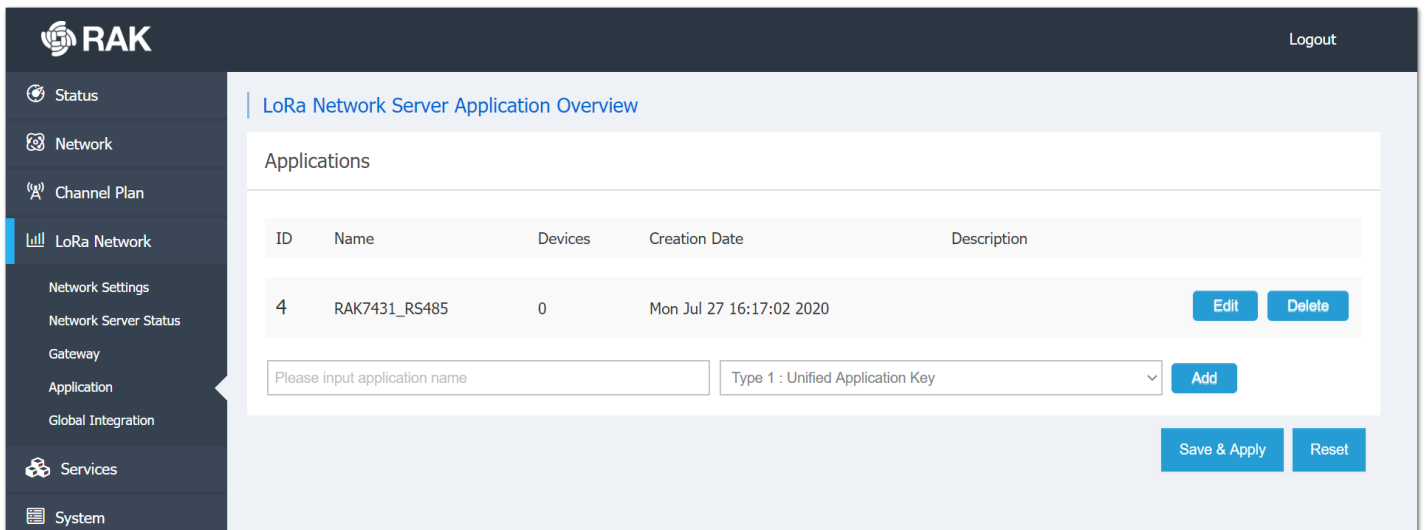 RAK
Logout
Status
Network
Channel Plan
LoRa Network
Network Settings
Network Server Status
Gateway
Application
Global Integration
Services
System
LoRa Network Server Application Overview
Applications
ID Name Devices Creation Date Description
4 RAK7431_RS485 0 Mon Jul 27 16:17:02 2020 Edit Delete
Please input application name Type 1 : Unified Application Key Add
Save & Apply Reset